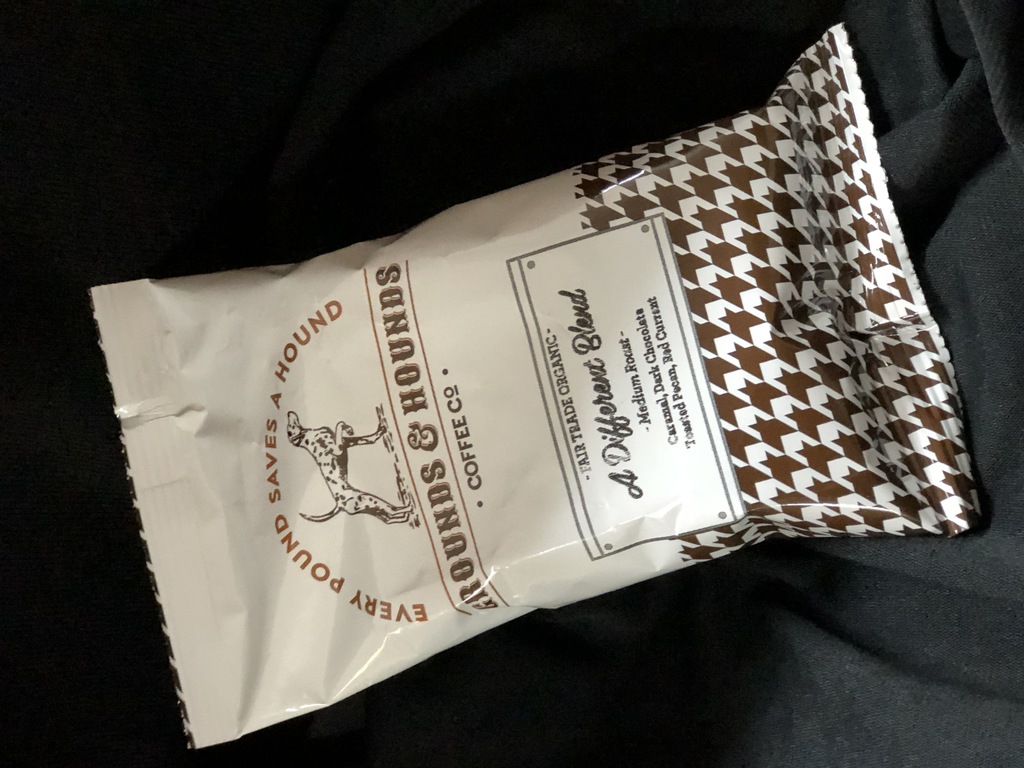 EVERY POUND SAVES A HOUND
GROUNDS & HOUNDS
• COFFEE Co •
- FAIR TRADE ORGANIC -
A Different Blend
- Medium Roast -
Caramel, Dark Chocolate
Toasted Pecan, Red Currant